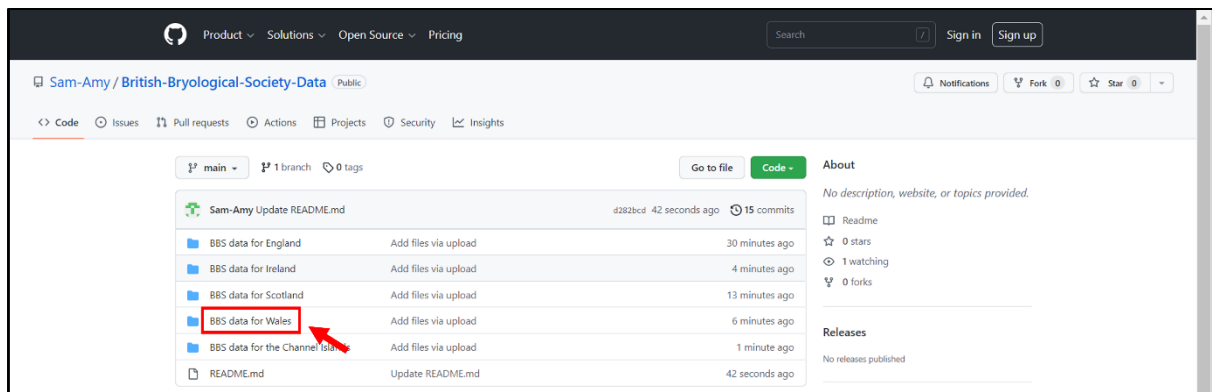 Product Solutions Open Source Pricing Search / Sign in Sign up
Sam-Amy / British-Bryological-Society-Data Public Notifications Fork 0 Star 0
<> Code Issues Pull requests Actions Projects Security Insights
main 1 branch 0 tags Go to file Code About
No description, website, or topics provided.
Sam-Amy Update README.md d282bcd 42 seconds ago 15 commits
Readme
BBS data for England Add files via upload 30 minutes ago
0 stars
BBS data for Ireland Add files via upload 4 minutes ago
1 watching
BBS data for Scotland Add files via upload 13 minutes ago
0 forks
BBS data for Wales Add files via upload 6 minutes ago
Releases
BBS data for the Channel Islands Add files via upload 1 minute ago
No releases published
README.md Update README.md 42 seconds ago